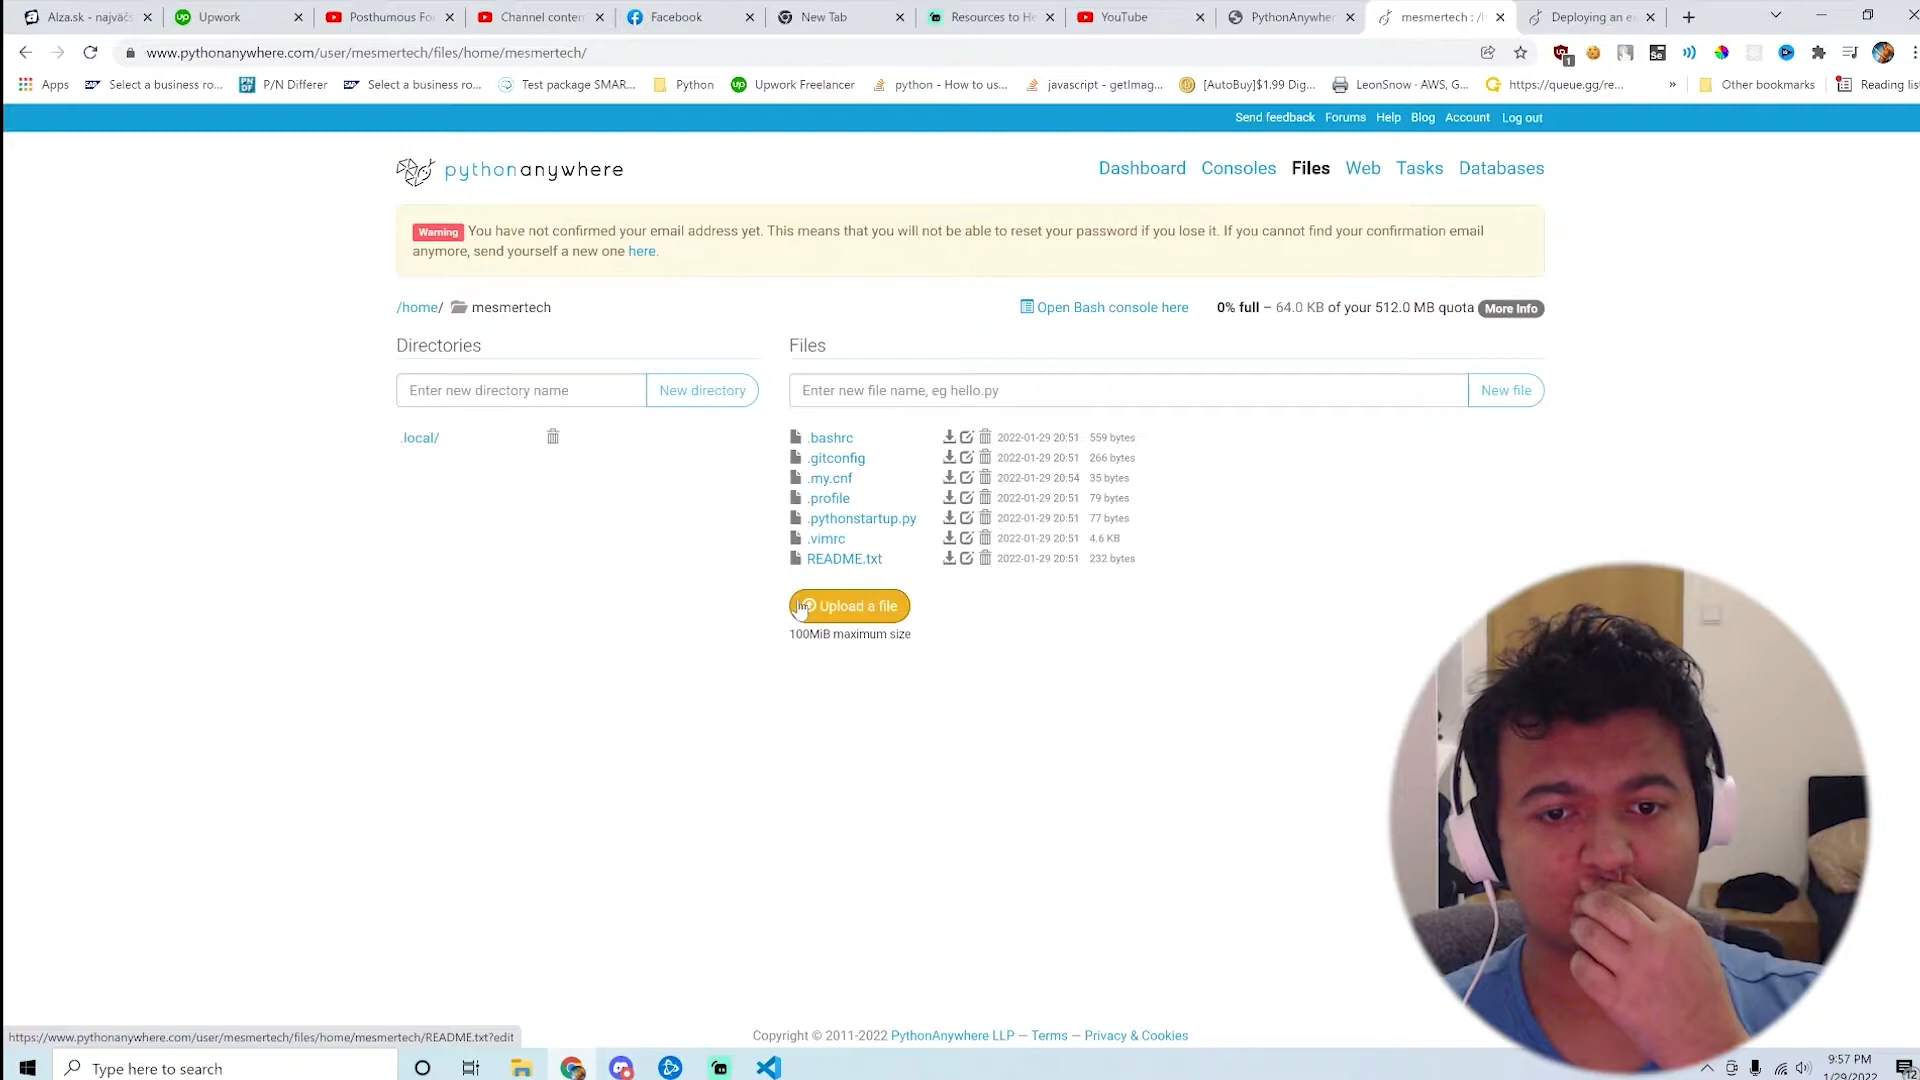 Alza.sk - najväčš
Upwork
Posthumous Fo
Channel conten
Facebook
New Tab
Resources to He
YouTube
PythonAnywher
mesmertech : /
Deploying an e
www.pythonanywhere.com/user/mesmertech/files/home/mesmertech/
Apps
Select a business ro...
P/N Differer
Select a business ro...
Test package SMAR...
Python
Upwork Freelancer
python - How to us...
javascript - getImag...
[AutoBuy]$1.99 Dig...
LeonSnow · AWS, G...
https://queue.gg/re...
»
Other bookmarks
Reading list
Send feedback Forums Help Blog Account Log out
pythonanywhere
Dashboard Consoles Files Web Tasks Databases
Warning You have not confirmed your email address yet. This means that you will not be able to reset your password if you lose it. If you cannot find your confirmation email
anymore, send yourself a new one here.
/home/ mesmertech
Open Bash console here
0% full – 64.0 KB of your 512.0 MB quota More Info
Directories
Files
Enter new directory name
New directory
Enter new file name, eg hello.py
New file
.local/
.bashrc 2022-01-29 20:51 559 bytes
.gitconfig 2022-01-29 20:51 266 bytes
.my.cnf 2022-01-29 20:54 35 bytes
.profile 2022-01-29 20:51 79 bytes
.pythonstartup.py 2022-01-29 20:51 77 bytes
.vimrc 2022-01-29 20:51 4.6 KB
README.txt 2022-01-29 20:51 232 bytes
Upload a file
100MiB maximum size
https://www.pythonanywhere.com/user/mesmertech/files/home/mesmertech/README.txt?edit
Copyright © 2011-2022 PythonAnywhere LLP — Terms — Privacy & Cookies
Type here to search
9:57 PM
1/29/2022
12